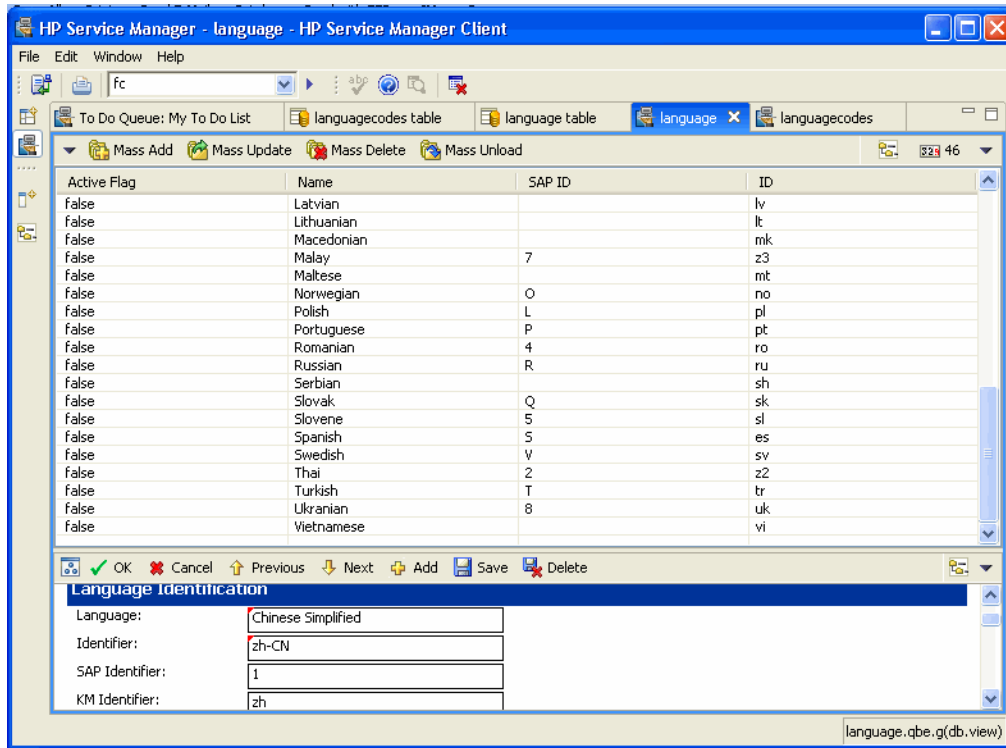 HP Service Manager - language - HP Service Manager Client
File Edit Window Help
fc abc
To Do Queue: My To Do List languagecodes table language table language languagecodes
Mass Add Mass Update Mass Delete Mass Unload 46
Active Flag Name SAP ID ID
false Latvian lv
false Lithuanian lt
false Macedonian mk
false Malay 7 z3
false Maltese mt
false Norwegian O no
false Polish L pl
false Portuguese P pt
false Romanian 4 ro
false Russian R ru
false Serbian sh
false Slovak Q sk
false Slovene 5 sl
false Spanish S es
false Swedish V sv
false Thai 2 z2
false Turkish T tr
false Ukranian 8 uk
false Vietnamese vi
OK Cancel Previous Next Add Save Delete
Language Identification
Language: Chinese Simplified
Identifier: zh-CN
SAP Identifier: 1
KM Identifier: zh
language.qbe.g(db.view)